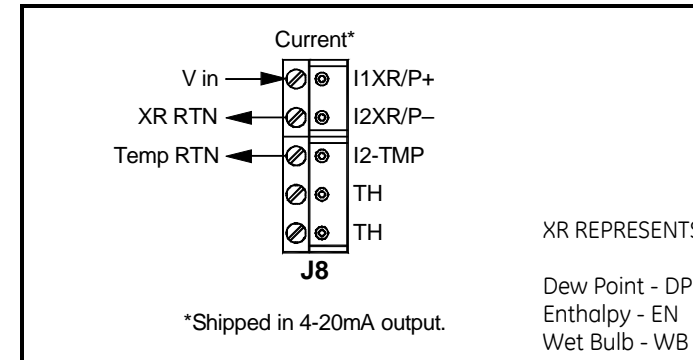 Current*
V in I1XR/P+
XR RTN I2XR/P–
Temp RTN I2-TMP
TH
TH
J8
*Shipped in 4-20mA output.
XR REPRESENTS
Dew Point - DP
Enthalpy - EN
Wet Bulb - WB